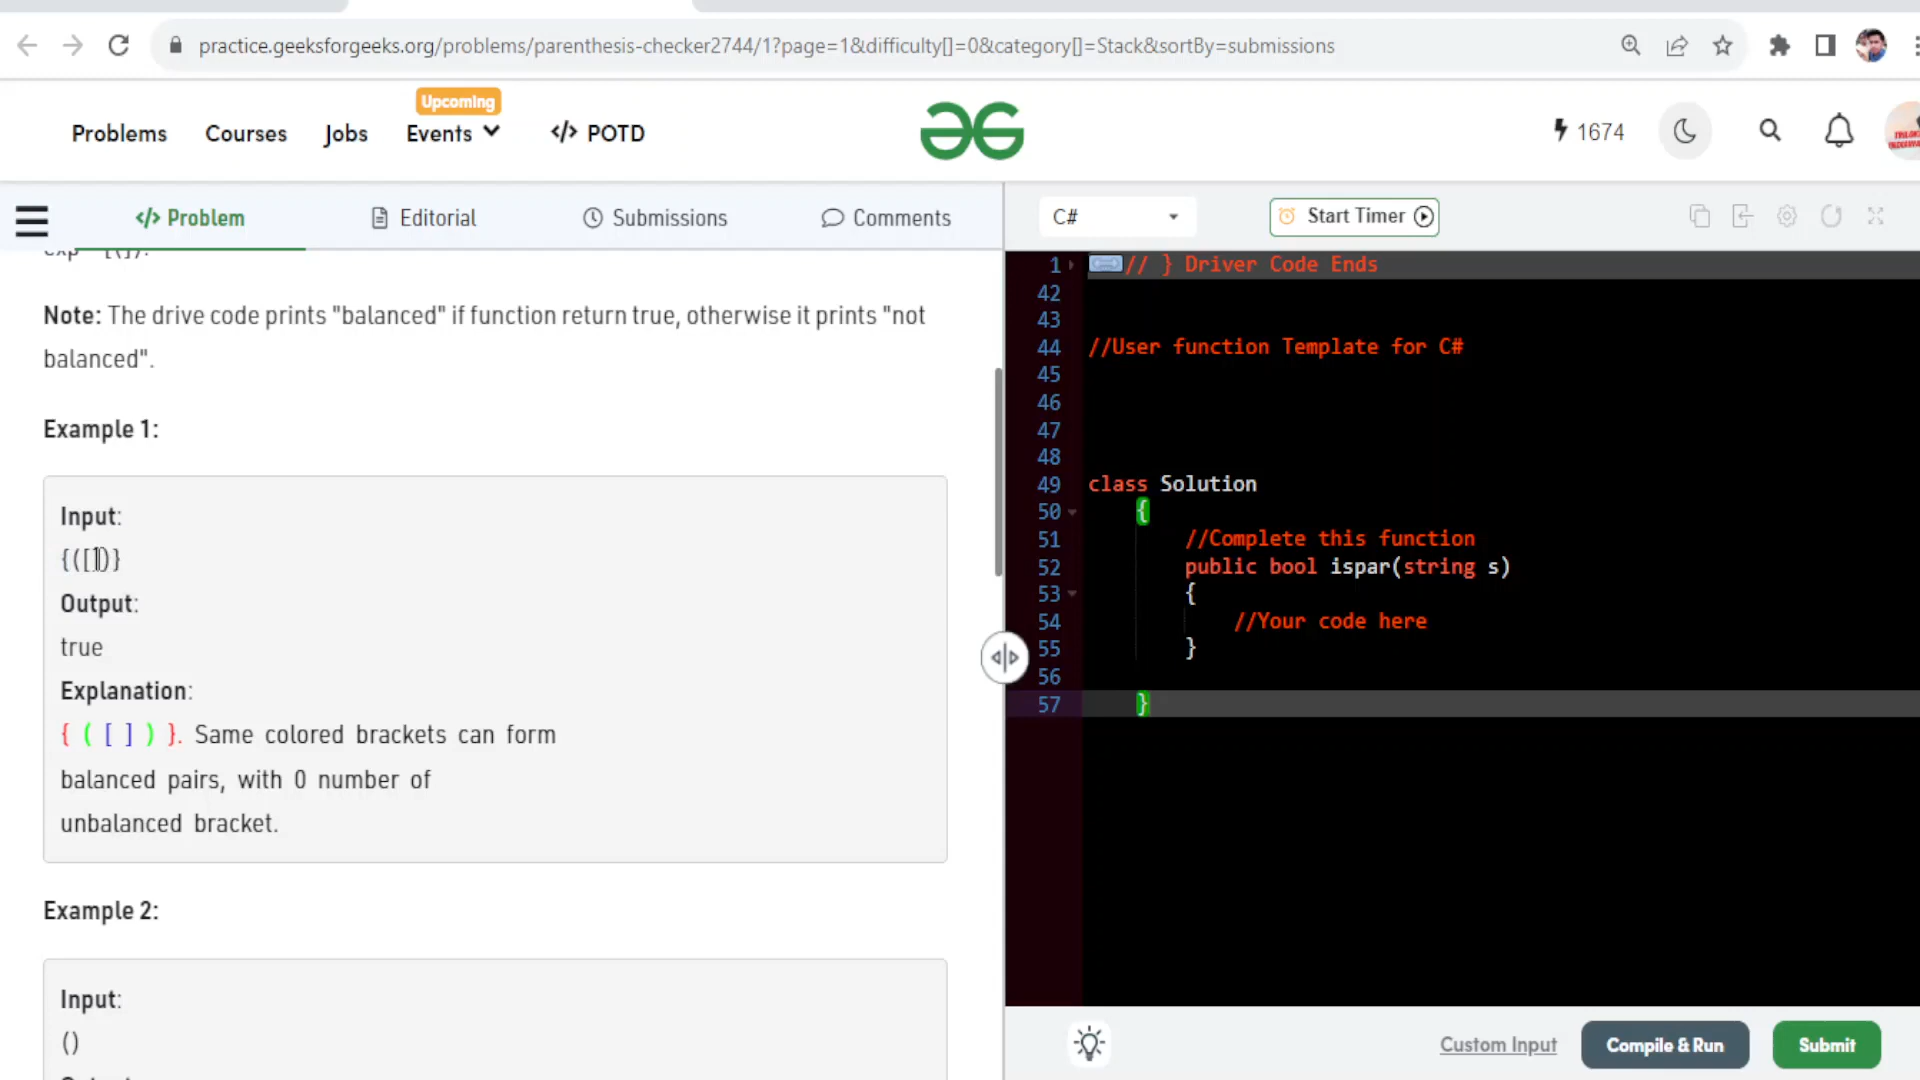 practice.geeksforgeeks.org/problems/parenthesis-checker2744/1?page=1&difficulty[]=0&category[]=Stack&sortBy=submissions
Problems Courses Jobs Events </> POTD
Upcoming
1674
</> Problem
Editorial
Submissions
Comments
C#
Start Timer
Note: The drive code prints "balanced" if function return true, otherwise it prints "not
balanced".
Example 1:
Input:
{([])}
Output:
true
Explanation:
{ ( [ ] ) }. Same colored brackets can form
balanced pairs, with 0 number of
unbalanced bracket.
Example 2:
Input:
()
1 // } Driver Code Ends
42
43
44 //User function Template for C#
45
46
47
48
49 class Solution
50 {
51 //Complete this function
52 public bool ispar(string s)
53 {
54 //Your code here
55 }
56
57 }
Custom Input
Compile & Run
Submit